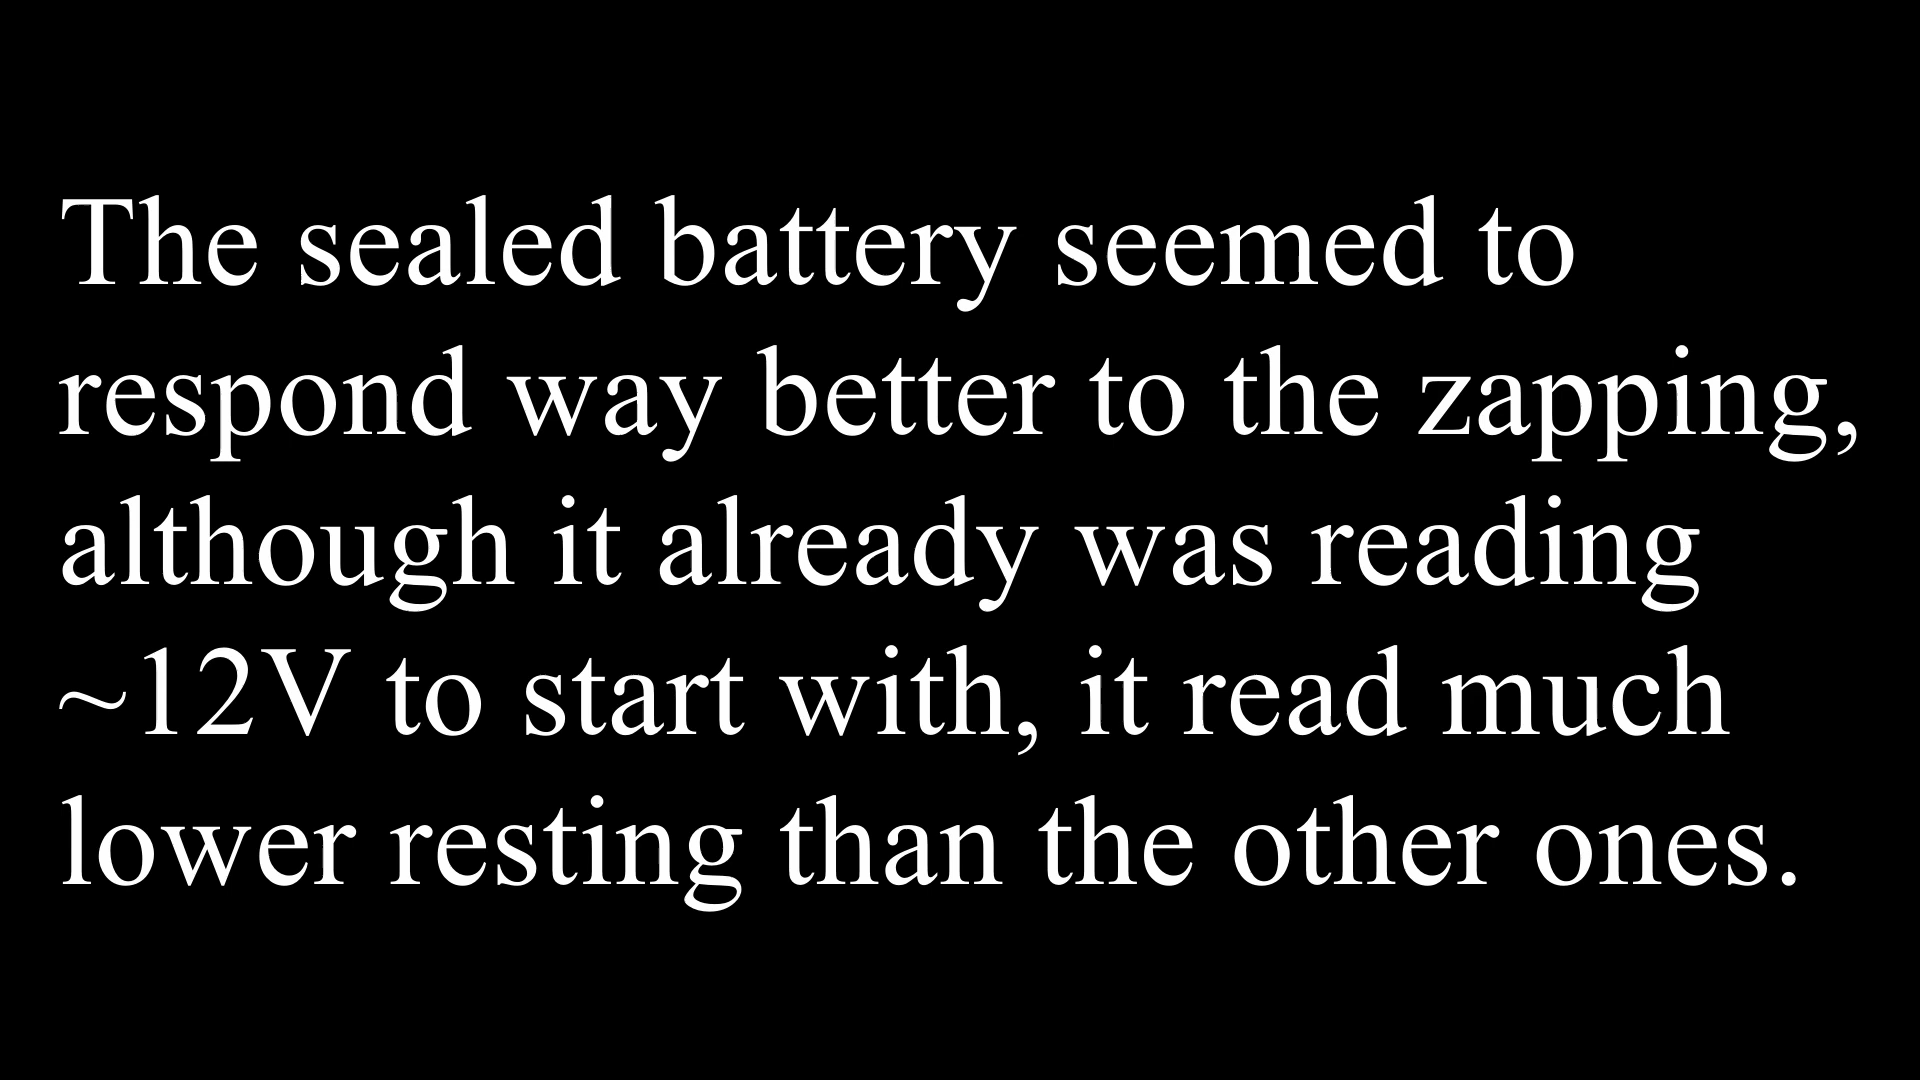 The sealed battery seemed to
respond way better to the zapping,
although it already was reading
~12V to start with, it read much
lower resting than the other ones.